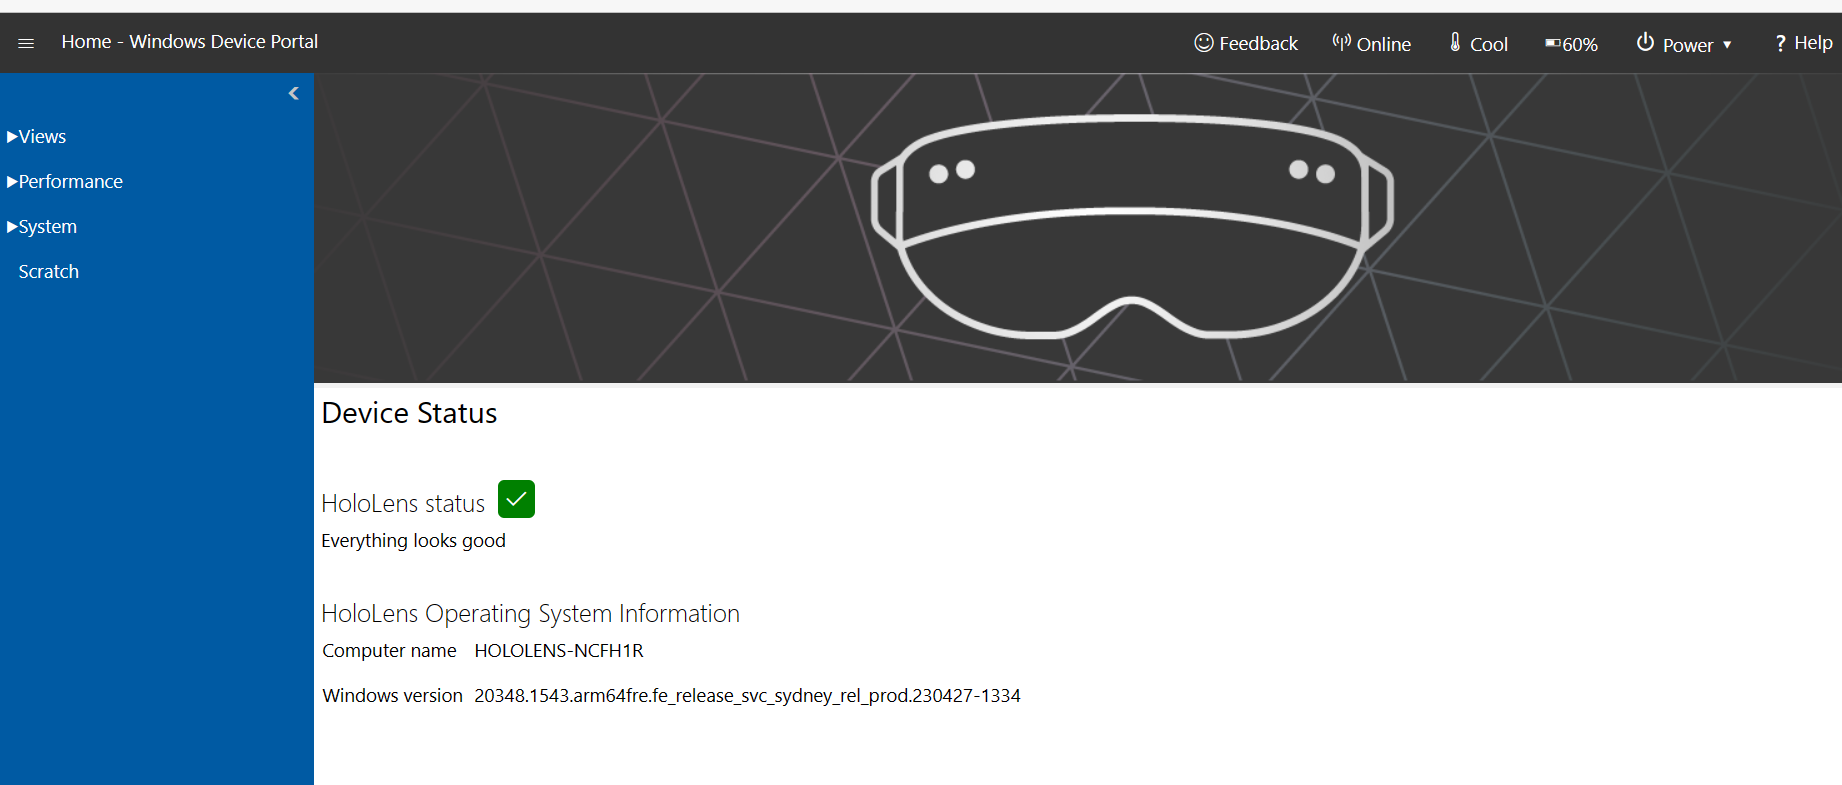 Home - Windows Device Portal
Feedback
Online
Cool
60%
Power
? Help
Views
Performance
System
Scratch
Device Status
HoloLens status
Everything looks good
HoloLens Operating System Information
Computer name HOLOLENS-NCFH1R
Windows version 20348.1543.arm64fre.fe_release_svc_sydney_rel_prod.230427-1334